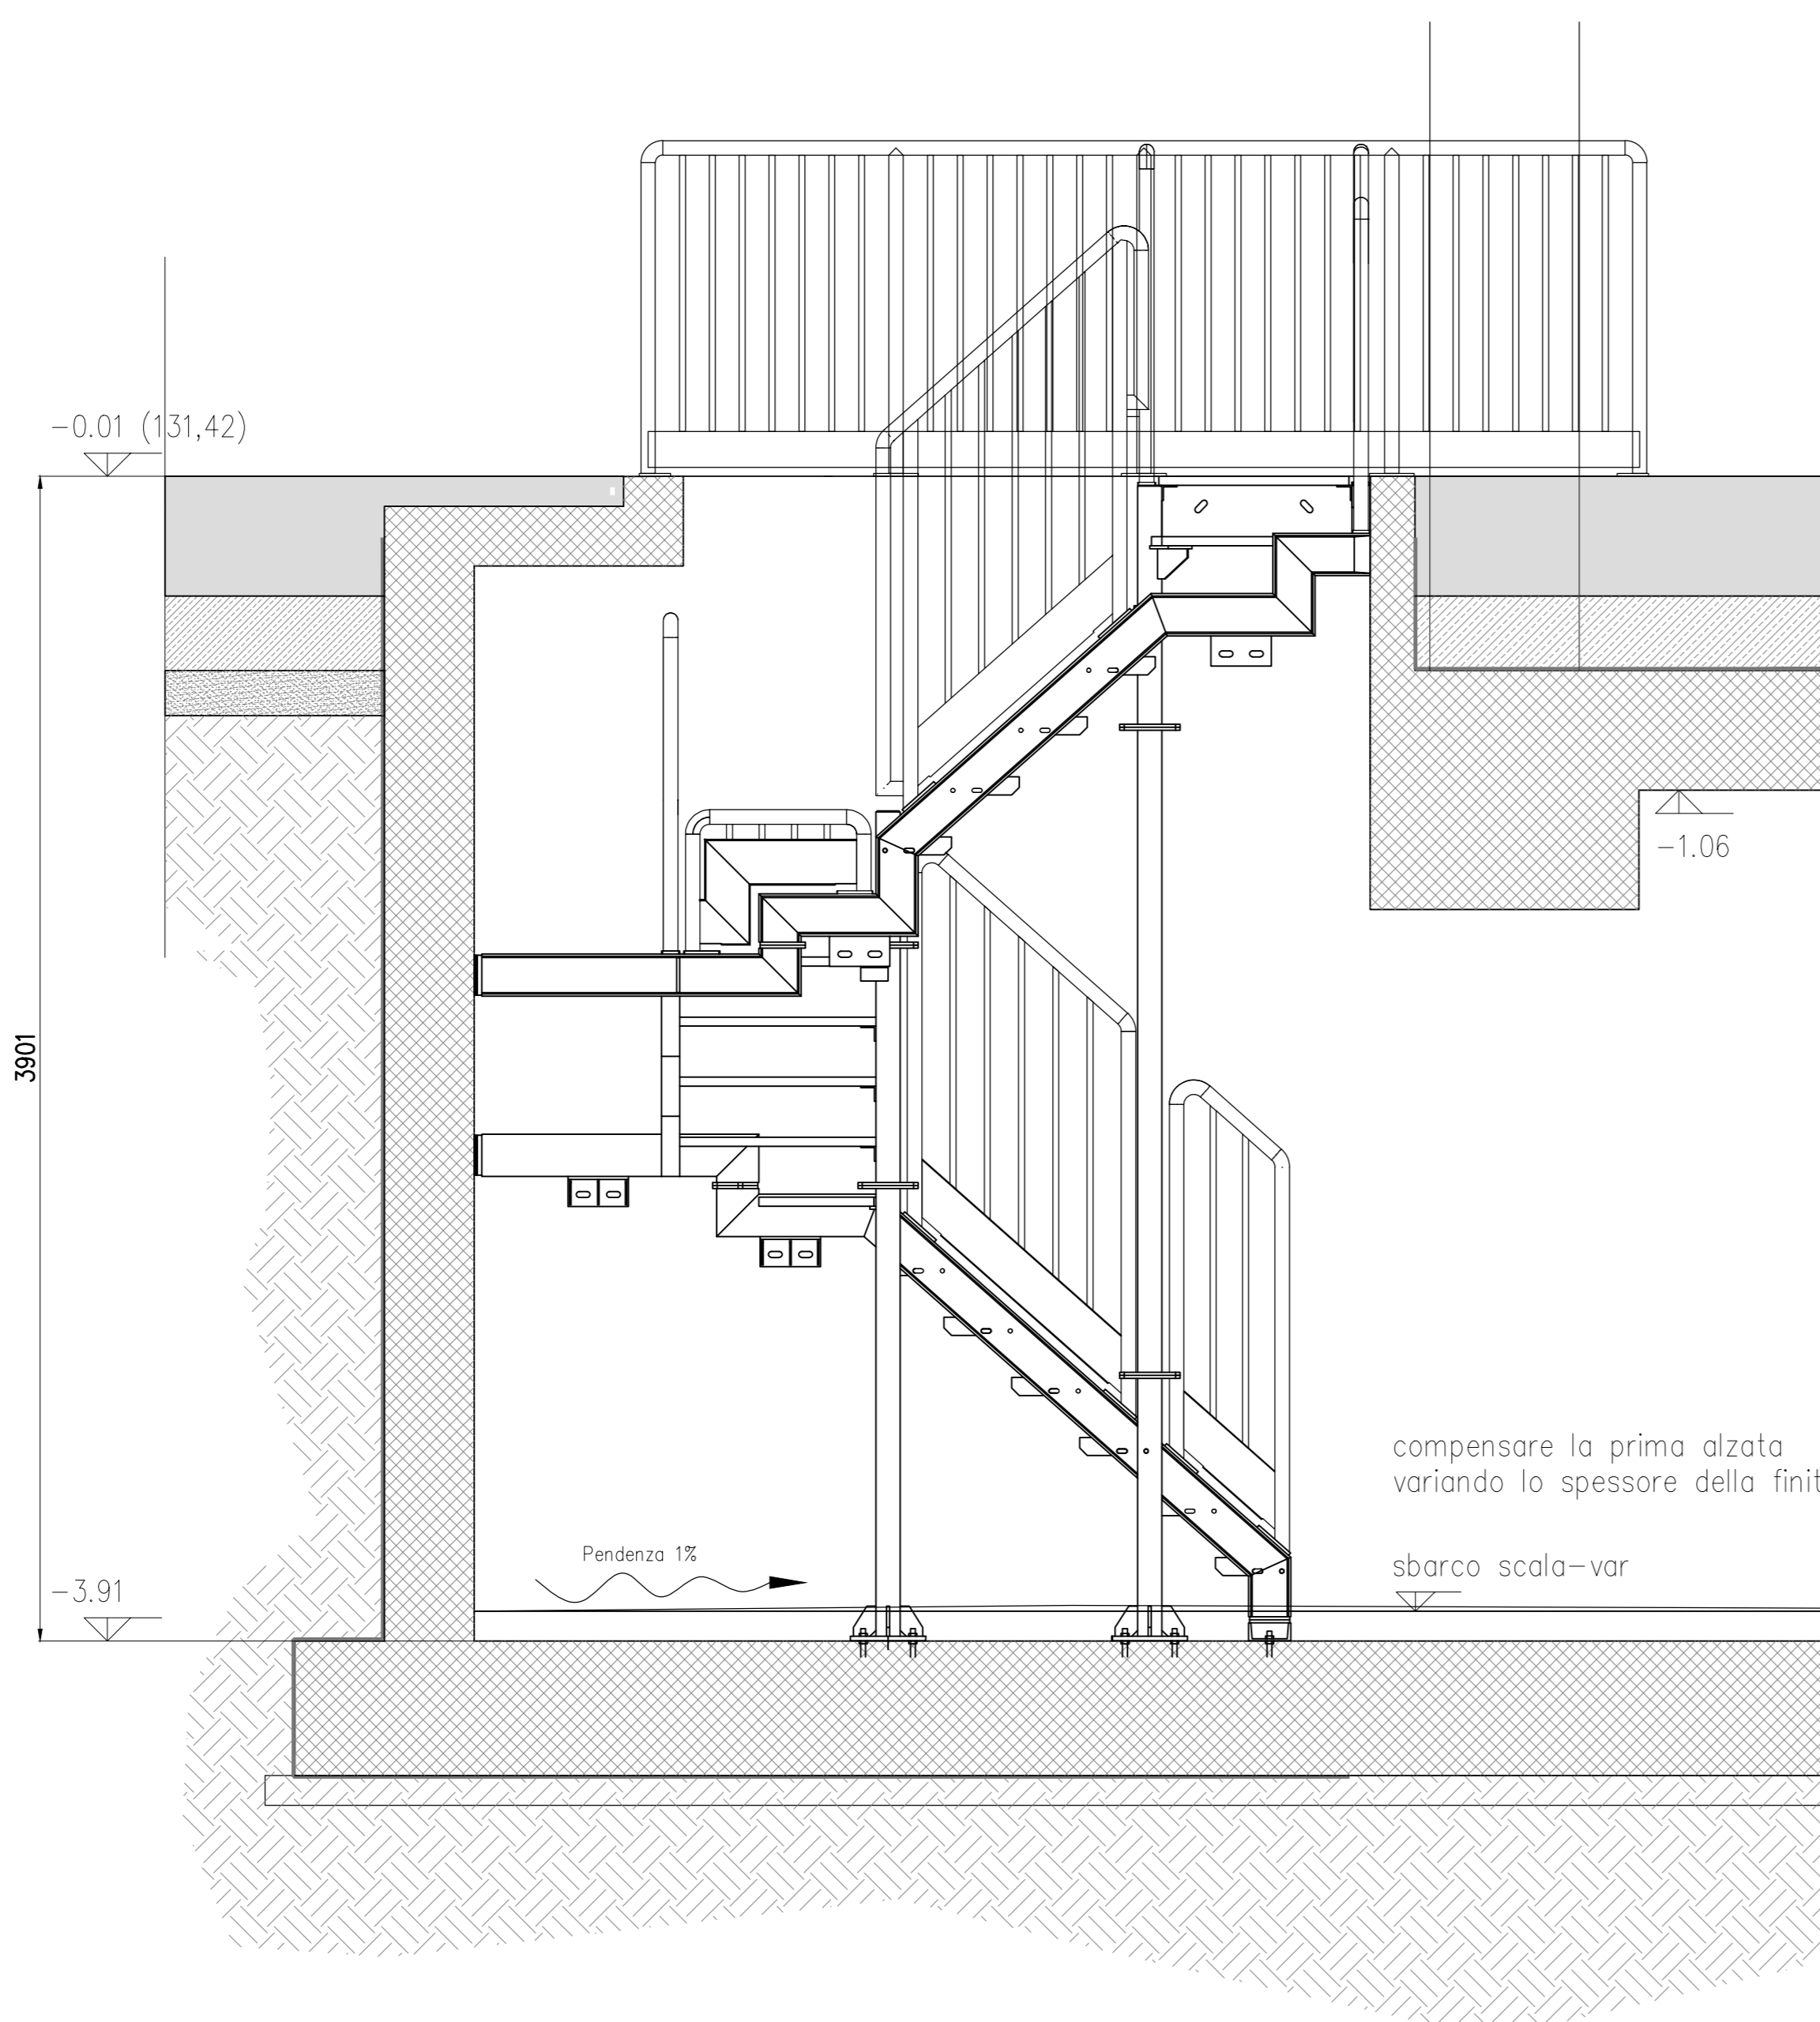 -0.01 (131,42)
-1.06
3901
compensare la prima alzata
variando lo spessore della finit
Pendenza 1%
sbarco scala-var
-3.91